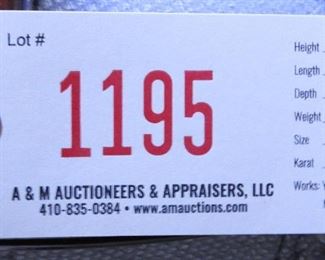 Lot #
1195
A & M AUCTIONEERS & APPRAISERS, LLC
410-835-0384 • www.amauctions.com
Height
Length
Depth
Weight
Size
Karat
Works: